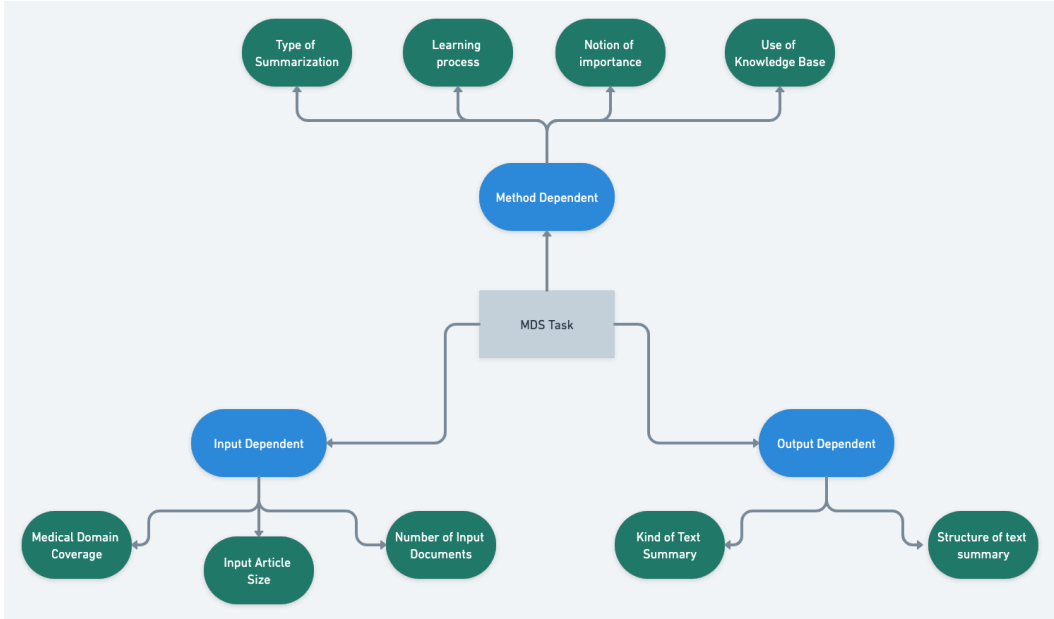 Type of
Summarization
Learning
process
Notion of
importance
Use of
Knowledge Base
Method Dependent
MDS Task
Input Dependent
Output Dependent
Medical Domain
Coverage
Input Article
Size
Number of Input
Documents
Kind of Text
Summary
Structure of text
summary